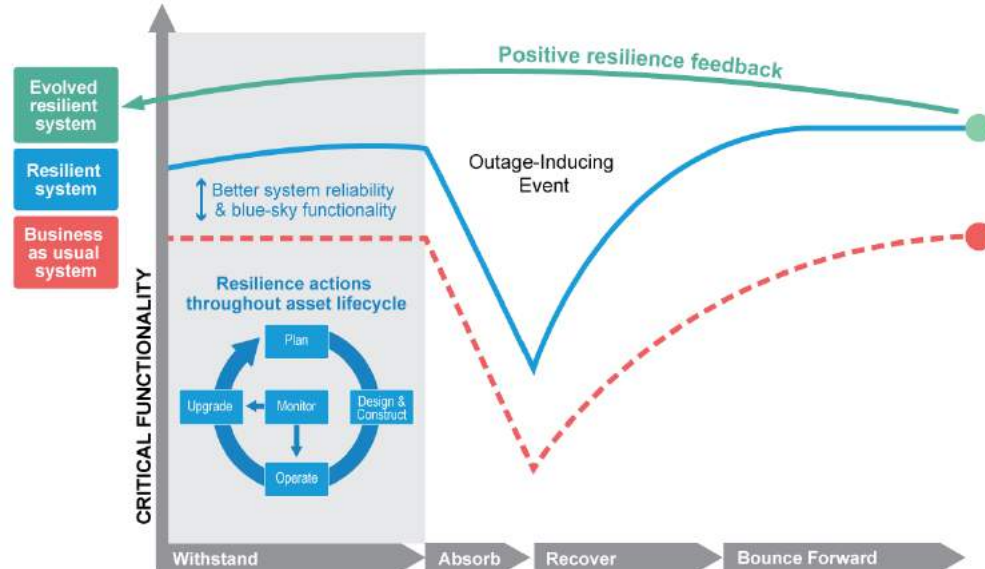 Positive resilience feedback
Evolved
resilient
system
Resilient
system
Business
as usual
system
CRITICAL FUNCTIONALITY
Better system reliability
& blue-sky functionality
Outage-Inducing
Event
Resilience actions
throughout asset lifecycle
Plan
Upgrade
Monitor
Design &
Construct
Operate
Withstand
Absorb
Recover
Bounce Forward